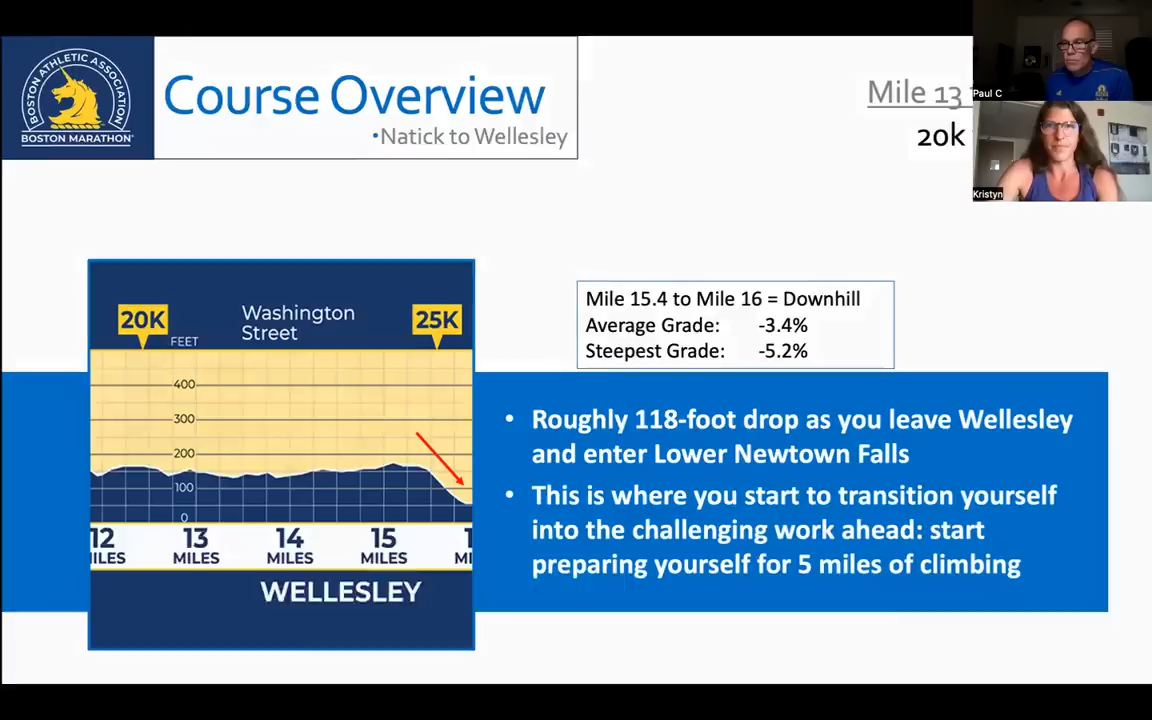 BOSTON ATHLETIC ASSOCIATION
BOSTON MARATHON
Course Overview
•Natick to Wellesley
Mile 13
20k
Paul C
Kristyn
20K
Washington
Street
25K
FEET
400
300
200
100
0
12
13
14
15
1
MILES
MILES
MILES
MILES
MI
WELLESLEY
Mile 15.4 to Mile 16 = Downhill
Average Grade: -3.4%
Steepest Grade: -5.2%
• Roughly 118-foot drop as you leave Wellesley
and enter Lower Newtown Falls
• This is where you start to transition yourself
into the challenging work ahead: start
preparing yourself for 5 miles of climbing